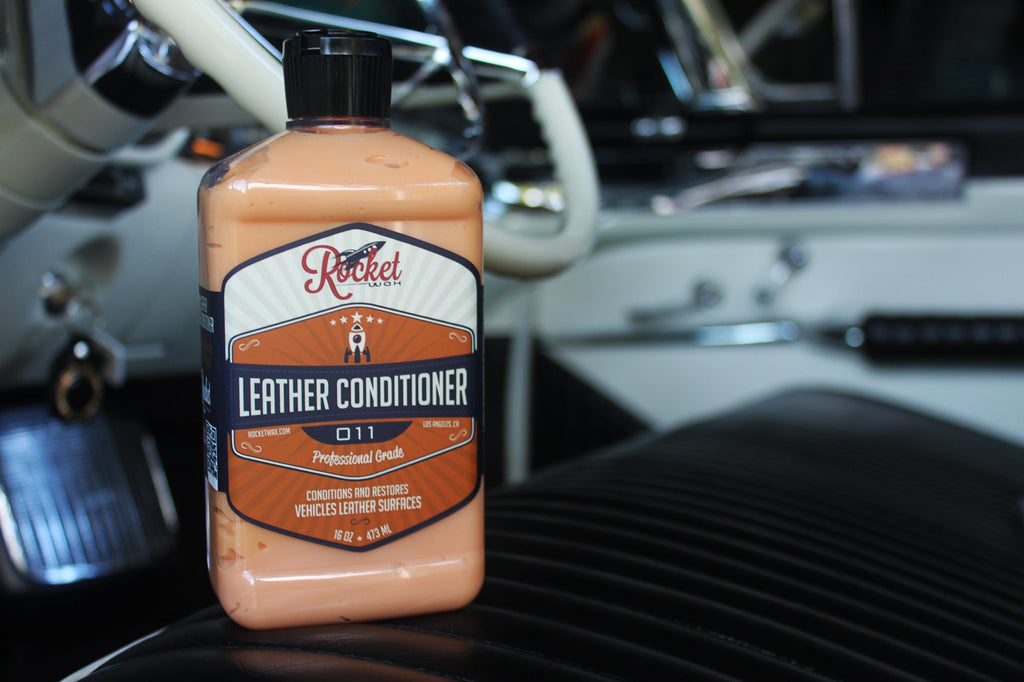 Rocket
wax
LEATHER CONDITIONER
ROCKETWAX.COM
011
LOS ANGELES, CA
Professional Grade
CONDITIONS AND RESTORES
VEHICLES LEATHER SURFACES
16 OZ ★ 473 ML